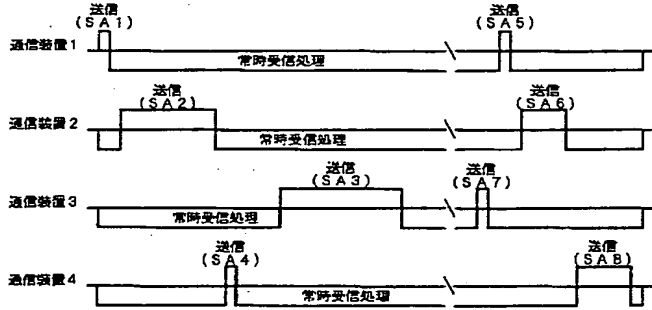 送信
(SA1)
送信
(SA5)
通信装置1
常時受信処理
送信
(SA2)
送信
(SA6)
通信装置2
常時受信処理
送信
(SA3)
送信
(SA7)
通信装置3
常時受信処理
送信
(SA4)
送信
(SA8)
通信装置4
常時受信処理